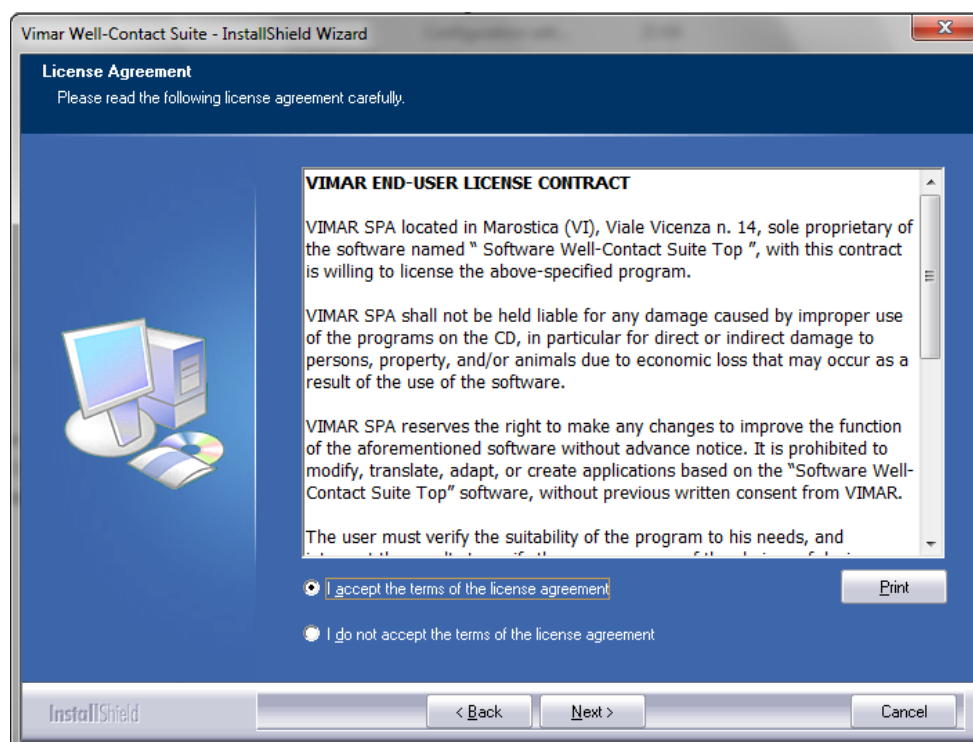 Vimar Well-Contact Suite - InstallShield Wizard
License Agreement
Please read the following license agreement carefully.
VIMAR END-USER LICENSE CONTRACT
VIMAR SPA located in Marostica (VI), Viale Vicenza n. 14, sole proprietary of
the software named “ Software Well-Contact Suite Top ”, with this contract
is willing to license the above-specified program.
VIMAR SPA shall not be held liable for any damage caused by improper use
of the programs on the CD, in particular for direct or indirect damage to
persons, property, and/or animals due to economic loss that may occur as a
result of the use of the software.
VIMAR SPA reserves the right to make any changes to improve the function
of the aforementioned software without advance notice. It is prohibited to
modify, translate, adapt, or create applications based on the “Software Well-
Contact Suite Top” software, without previous written consent from VIMAR.
The user must verify the suitability of the program to his needs, and
I accept the terms of the license agreement
Print
I do not accept the terms of the license agreement
InstallShield
< Back
Next >
Cancel